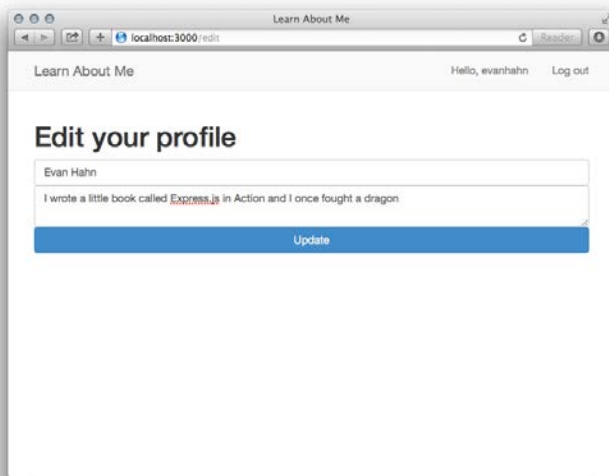 Learn About Me
localhost:3000/edit
Reader
Learn About Me
Hello, evanhahn
Log out
Edit your profile
Evan Hahn
I wrote a little book called Express.js in Action and I once fought a dragon
Update